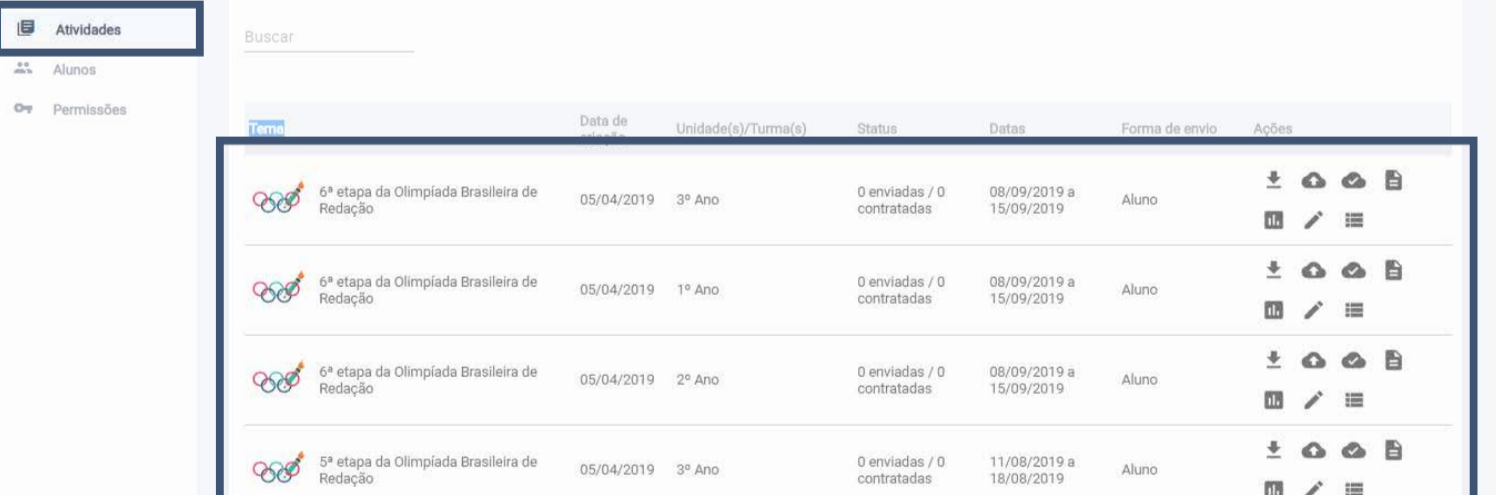 Atividades
Alunos
Permissões
Buscar
Tema Data de criação Unidade(s)/Turma(s) Status Datas Forma de envio Ações
6ª etapa da Olimpíada Brasileira de
Redação
05/04/2019 3º Ano
0 enviadas / 0
contratadas
08/09/2019 a
15/09/2019
Aluno
6ª etapa da Olimpíada Brasileira de
Redação
05/04/2019 1º Ano
0 enviadas / 0
contratadas
08/09/2019 a
15/09/2019
Aluno
6ª etapa da Olimpíada Brasileira de
Redação
05/04/2019 2º Ano
0 enviadas / 0
contratadas
08/09/2019 a
15/09/2019
Aluno
5ª etapa da Olimpíada Brasileira de
Redação
05/04/2019 3º Ano
0 enviadas / 0
contratadas
11/08/2019 a
18/08/2019
Aluno